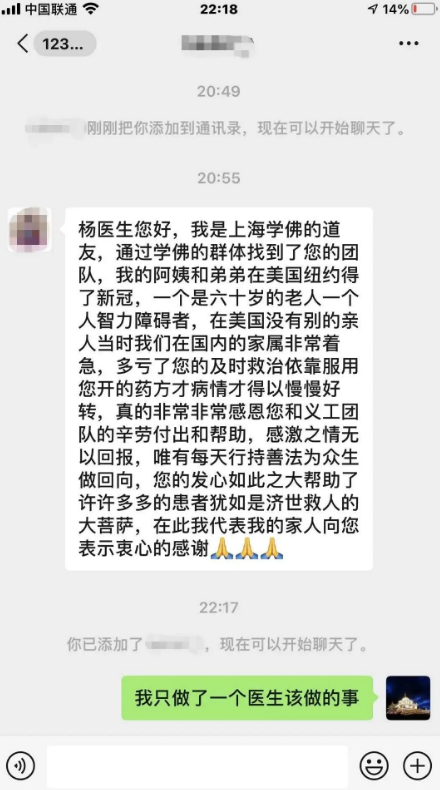 中国联通
22:18
14%
123...
20:49
刚刚把你添加到通讯录，现在可以开始聊天了。
20:55
杨医生您好，我是上海学佛的道
友，通过学佛的群体找到了您的团
队，我的阿姨和弟弟在美国纽约得
了新冠，一个是六十岁的老人一个
人智力障碍者，在美国没有别的亲
人当时我们在国内的家属非常着
急，多亏了您的及时救治依靠服用
您开的药方才病情才得以慢慢好
转，真的非常非常感恩您和义工团
队的辛劳付出和帮助，感激之情无
以回报，唯有每天行持善法为众生
做回向，您的发心如此之大帮助了
许许多多的患者犹如是济世救人的
大菩萨，在此我代表我的家人向您
表示衷心的感谢🙏🙏🙏
22:17
你已添加了，现在可以开始聊天了。
我只做了一个医生该做的事